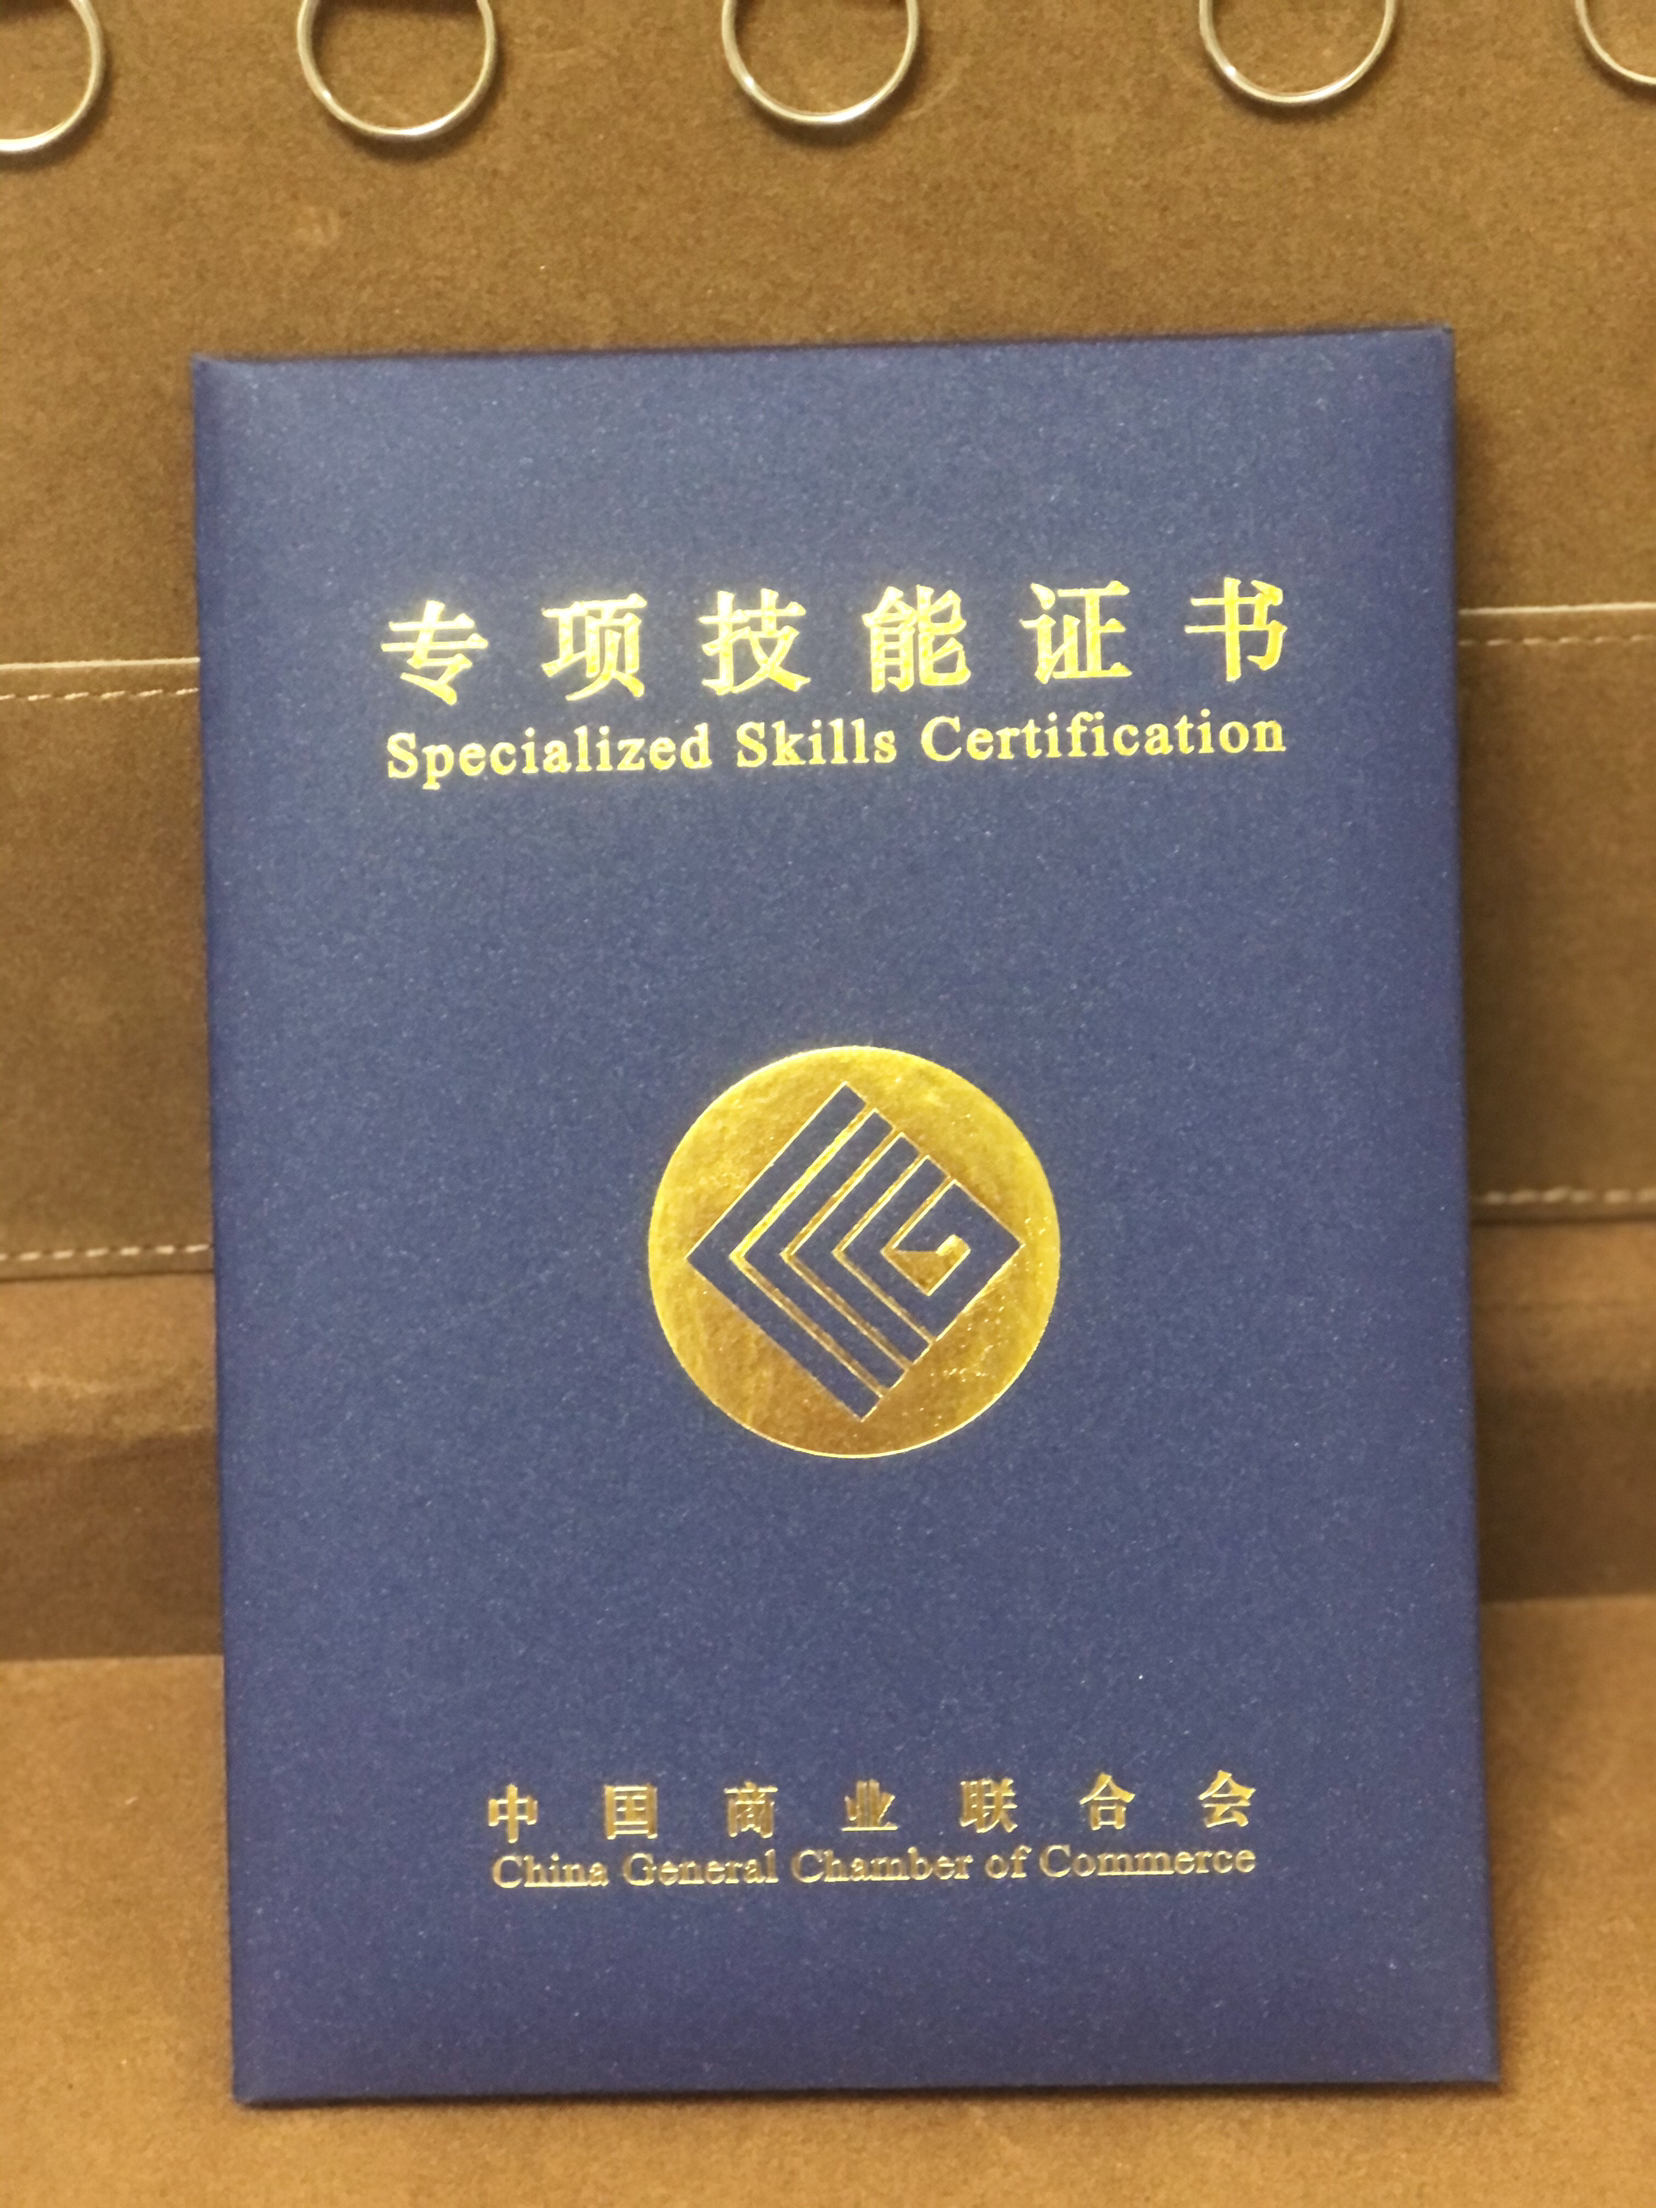 专项技能证书
Specialized Skills Certification
中国商业联合会
China General Chamber of Commerce